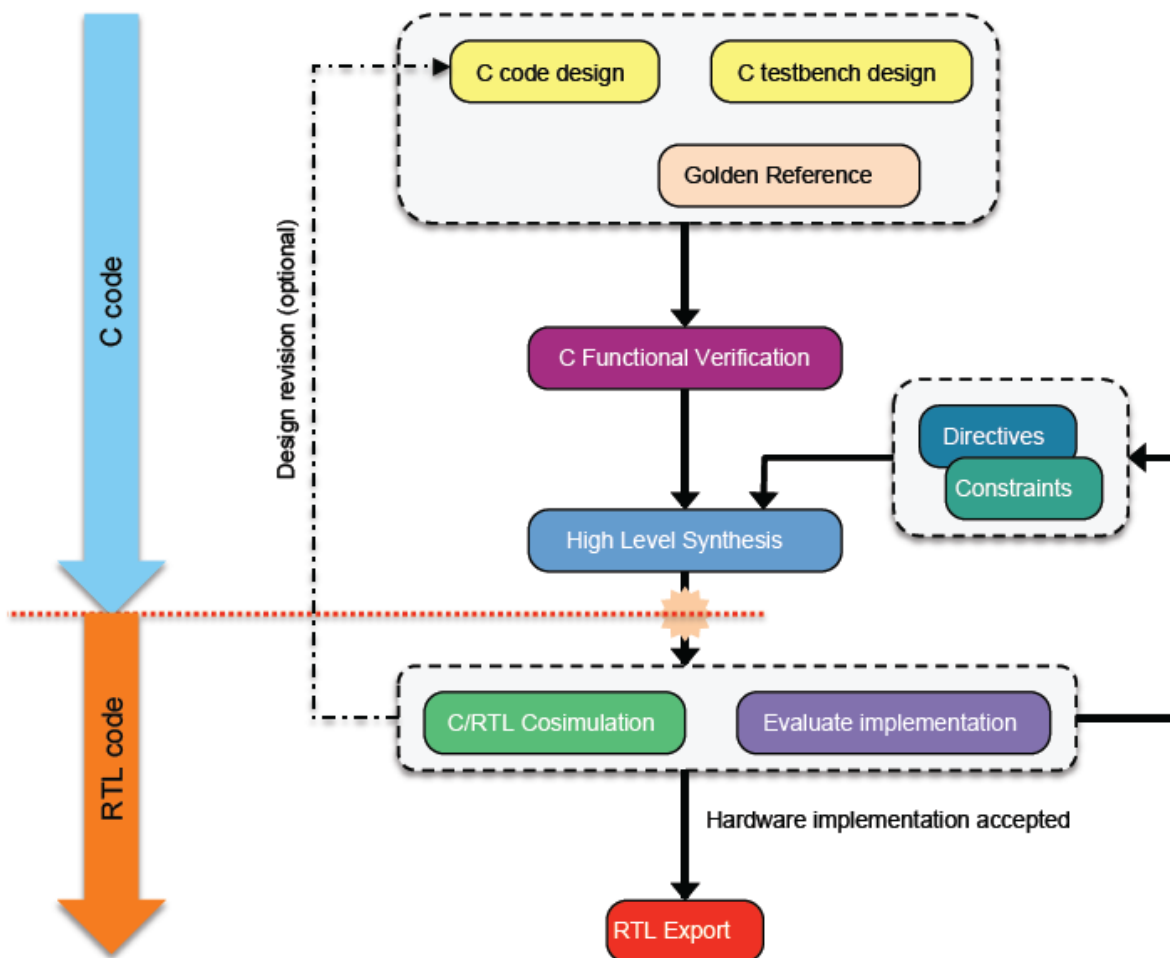 C code design
C testbench design
Golden Reference
C code
Design revision (optional)
C Functional Verification
Directives
Constraints
High Level Synthesis
RTL code
C/RTL Cosimulation
Evaluate implementation
Hardware implementation accepted
RTL Export